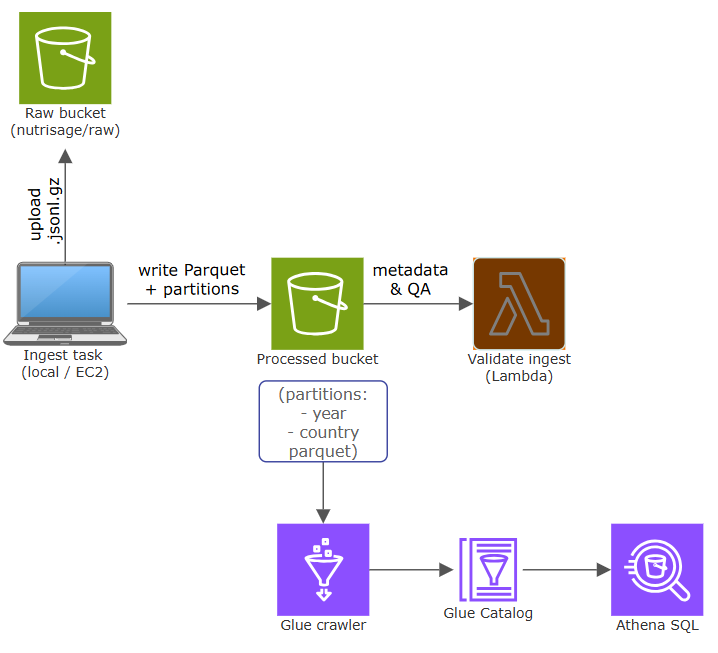 Raw bucket
(nutrisage/raw)
upload
.jsonl.gz
write Parquet
+ partitions
metadata
& QA
Ingest task
(local / EC2)
Processed bucket
Validate ingest
(Lambda)
(partitions:
- year
- country
parquet)
Glue crawler
Glue Catalog
Athena SQL